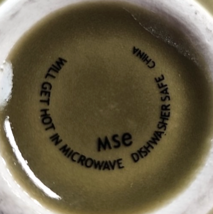 WILL GET HOT IN MICROWAVE DISHWASHER SAFE CHINA
MSe